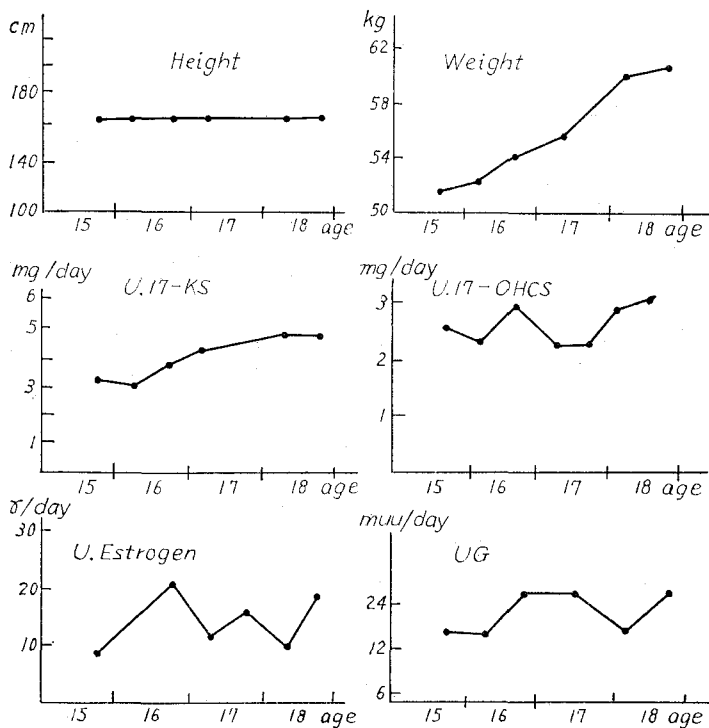 cm
Height
180
140
100
15 16 17 18 age
kg
Weight
62
58
54
50
15 16 17 18 age
mg/day
U.17-KS
6
5
3
1
15 16 17 18 age
mg/day
U.17-OHCS
3
2
1
15 16 17 18 age
γ/day
U.Estrogen
30
20
10
15 16 17 18 age
muu/day
UG
24
12
6
15 16 17 18 age